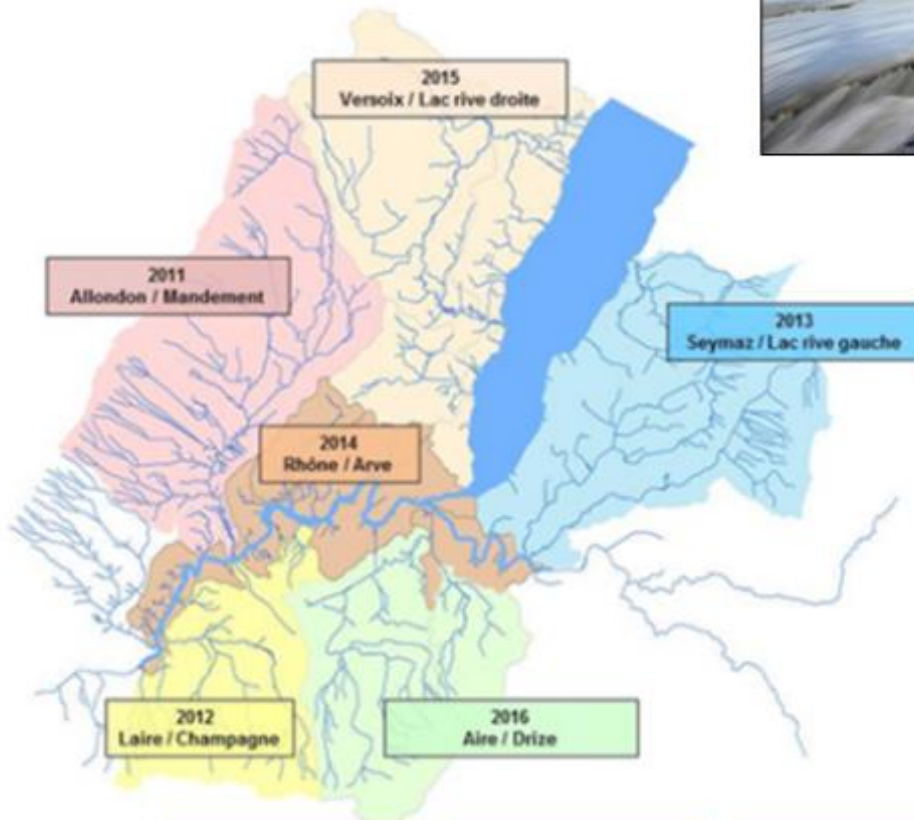 2015
Versoix / Lac rive droite
2011
Allondon / Mandement
2013
Seymaz / Lac rive gauche
2014
Rhône / Arve
2012
Laire / Champagne
2016
Aire / Drize